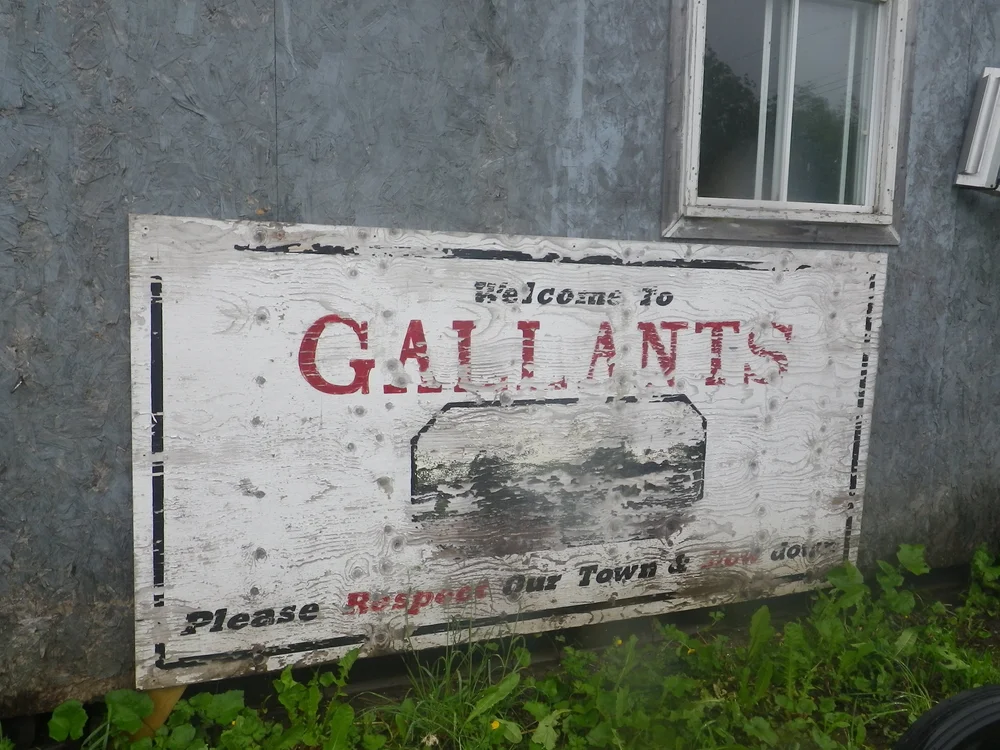 Welcome To
GALLANTS
Please Respect Our Town & Slow down